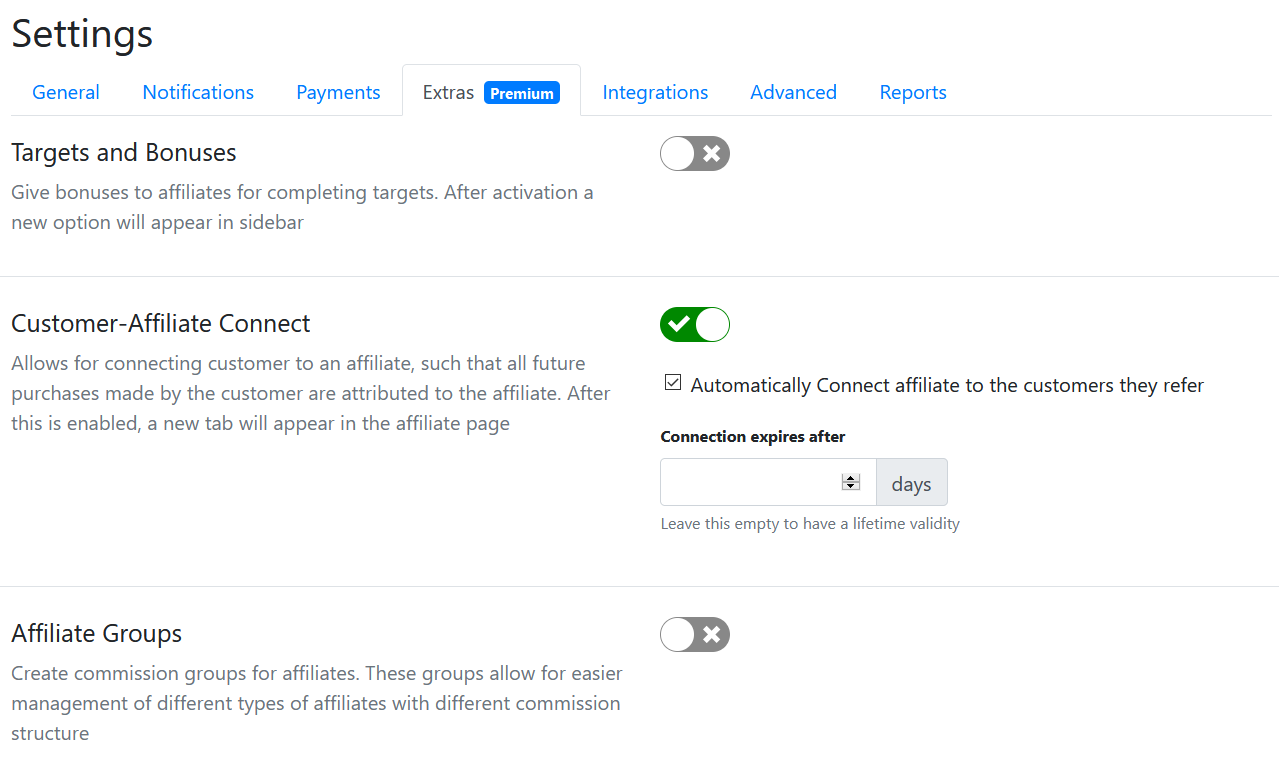 Settings
General Notifications Payments Extras Premium Integrations Advanced Reports
Targets and Bonuses
Give bonuses to affiliates for completing targets. After activation a
new option will appear in sidebar
Customer-Affiliate Connect
Allows for connecting customer to an affiliate, such that all future
purchases made by the customer are attributed to the affiliate. After
this is enabled, a new tab will appear in the affiliate page
Automatically Connect affiliate to the customers they refer
Connection expires after
days
Leave this empty to have a lifetime validity
Affiliate Groups
Create commission groups for affiliates. These groups allow for easier
management of different types of affiliates with different commission
structure